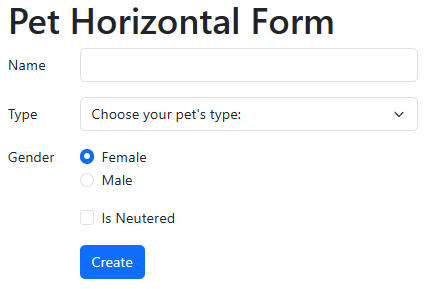 Pet Horizontal Form
Name
Type Choose your pet's type:
Gender Female
Male
Is Neutered
Create